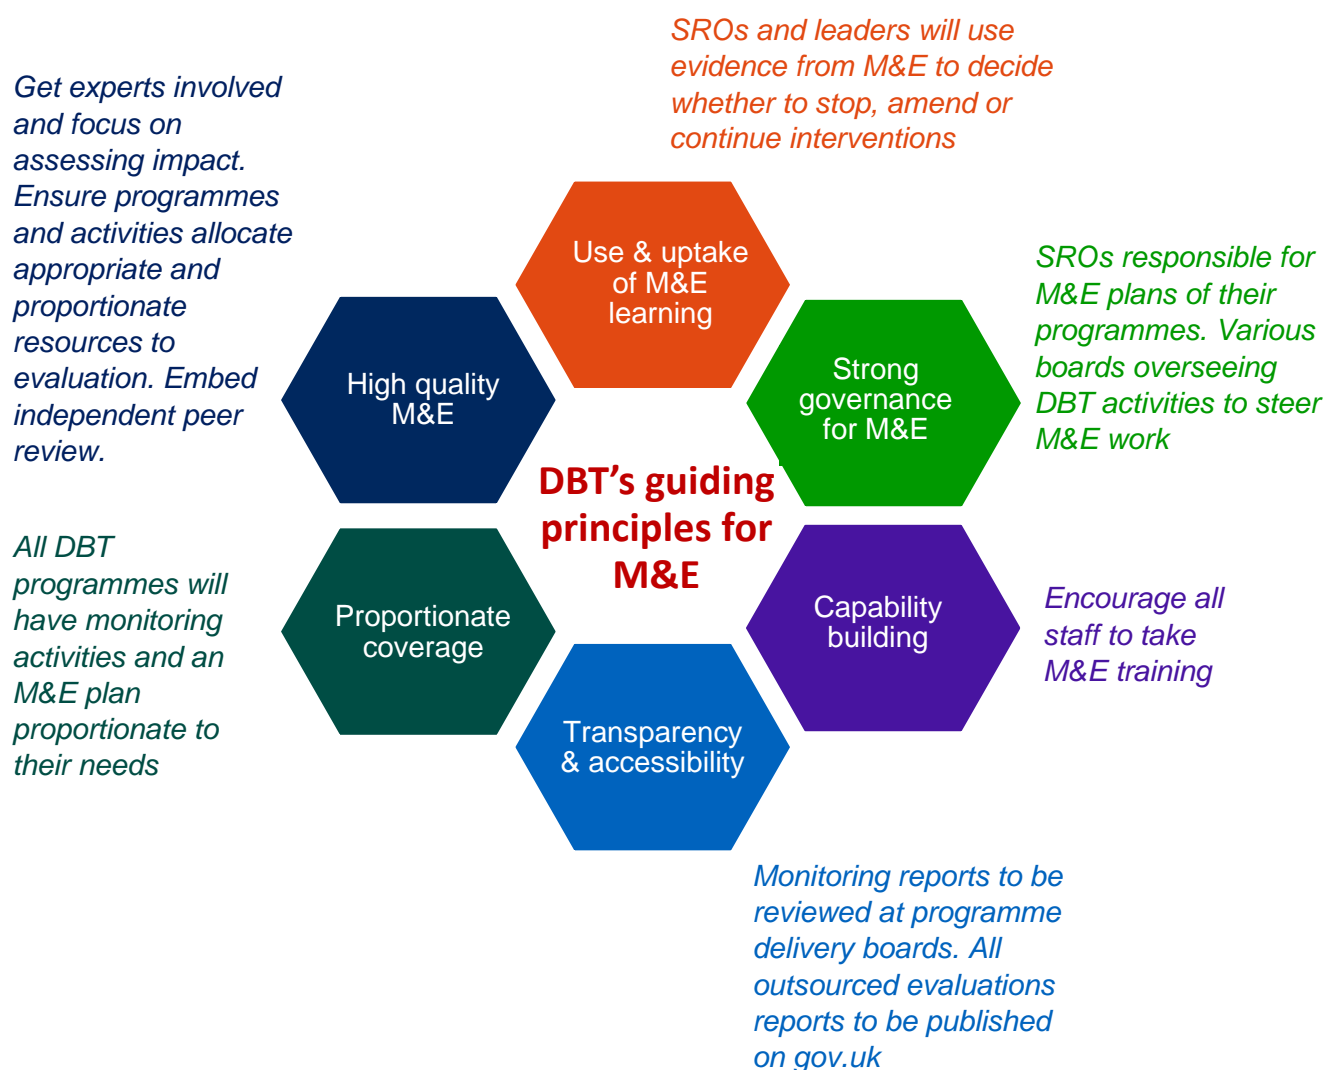 SROs and leaders will use
evidence from M&E to decide
whether to stop, amend or
continue interventions
Get experts involved
and focus on
assessing impact.
Ensure programmes
and activities allocate
appropriate and
proportionate
resources to
evaluation. Embed
independent peer
review.
Use & uptake
of M&E
learning
SROs responsible for
M&E plans of their
programmes. Various
boards overseeing
DBT activities to steer
M&E work
High quality
M&E
Strong
governance
for M&E
DBT’s guiding
principles for
M&E
All DBT
programmes will
have monitoring
activities and an
M&E plan
proportionate to
their needs
Proportionate
coverage
Capability
building
Encourage all
staff to take
M&E training
Transparency
& accessibility
Monitoring reports to be
reviewed at programme
delivery boards. All
outsourced evaluations
reports to be published
on gov.uk